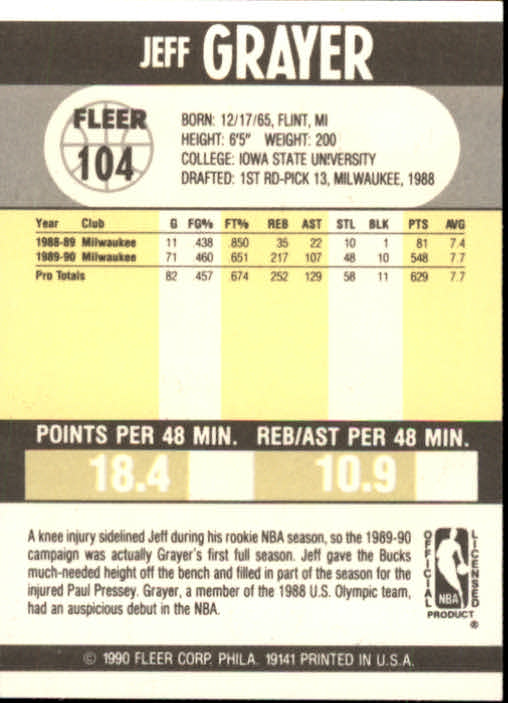 JEFF GRAYER
FLEER
104
BORN: 12/17/65, FLINT, MI
HEIGHT: 6'5" WEIGHT: 200
COLLEGE: IOWA STATE UNIVERSITY
DRAFTED: 1ST RD-PICK 13, MILWAUKEE, 1988
Year Club G FG% FT% REB AST STL BLK PTS AVG
1988-89 Milwaukee 11 .438 .850 35 22 10 1 81 7.4
1989-90 Milwaukee 71 .460 .651 217 107 48 10 548 7.7
Pro Totals 82 .457 .674 252 129 58 11 629 7.7
POINTS PER 48 MIN. REB/AST PER 48 MIN.
18.4 10.9
A knee injury sidelined Jeff during his rookie NBA season, so the 1989-90
campaign was actually Grayer's first full season. Jeff gave the Bucks
much-needed height off the bench and filled in part of the season for the
injured Paul Pressey. Grayer, a member of the 1988 U.S. Olympic team,
had an auspicious debut in the NBA.
OFFICIAL
LICENSED
NBA
PRODUCT
®
© 1990 FLEER CORP. PHILA. 19141 PRINTED IN U.S.A.